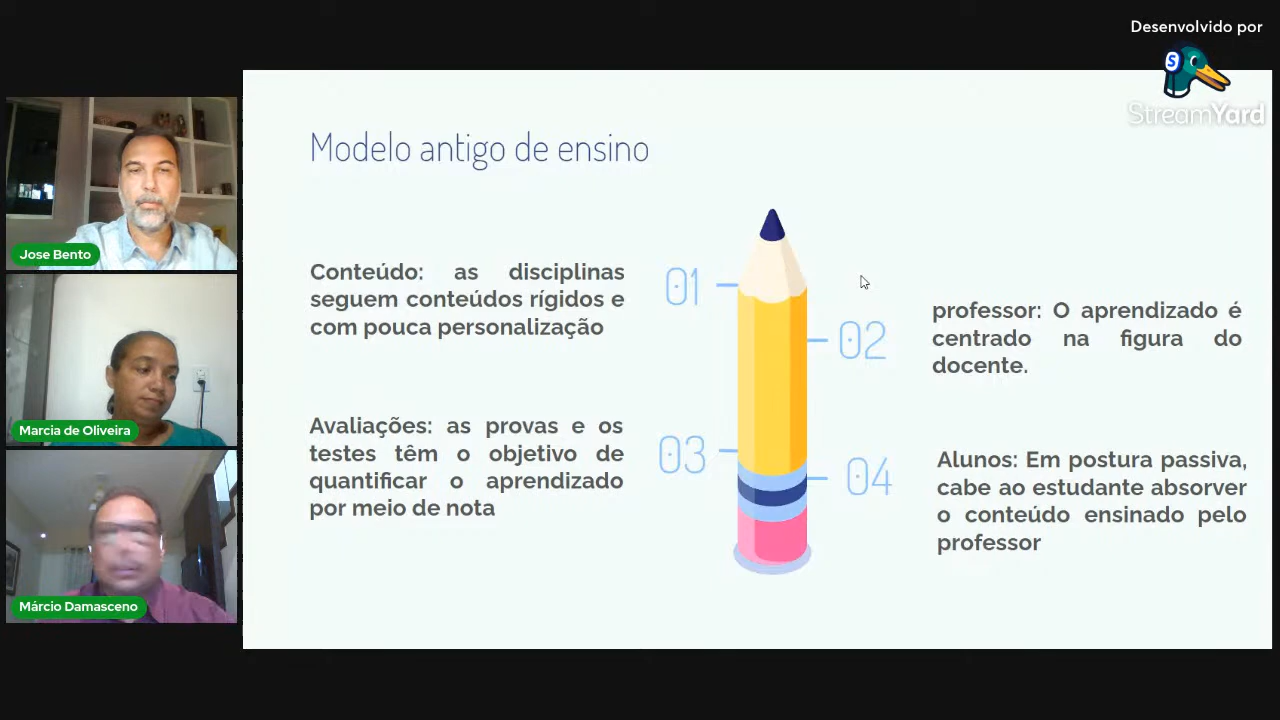 Desenvolvido por
StreamYard
Jose Bento
Marcia de Oliveira
Márcio Damasceno
Modelo antigo de ensino
01
Conteúdo: as disciplinas
seguem conteúdos rígidos e
com pouca personalização
02
professor: O aprendizado é
centrado na figura do
docente.
03
Avaliações: as provas e os
testes têm o objetivo de
quantificar o aprendizado
por meio de nota
04
Alunos: Em postura passiva,
cabe ao estudante absorver
o conteúdo ensinado pelo
professor